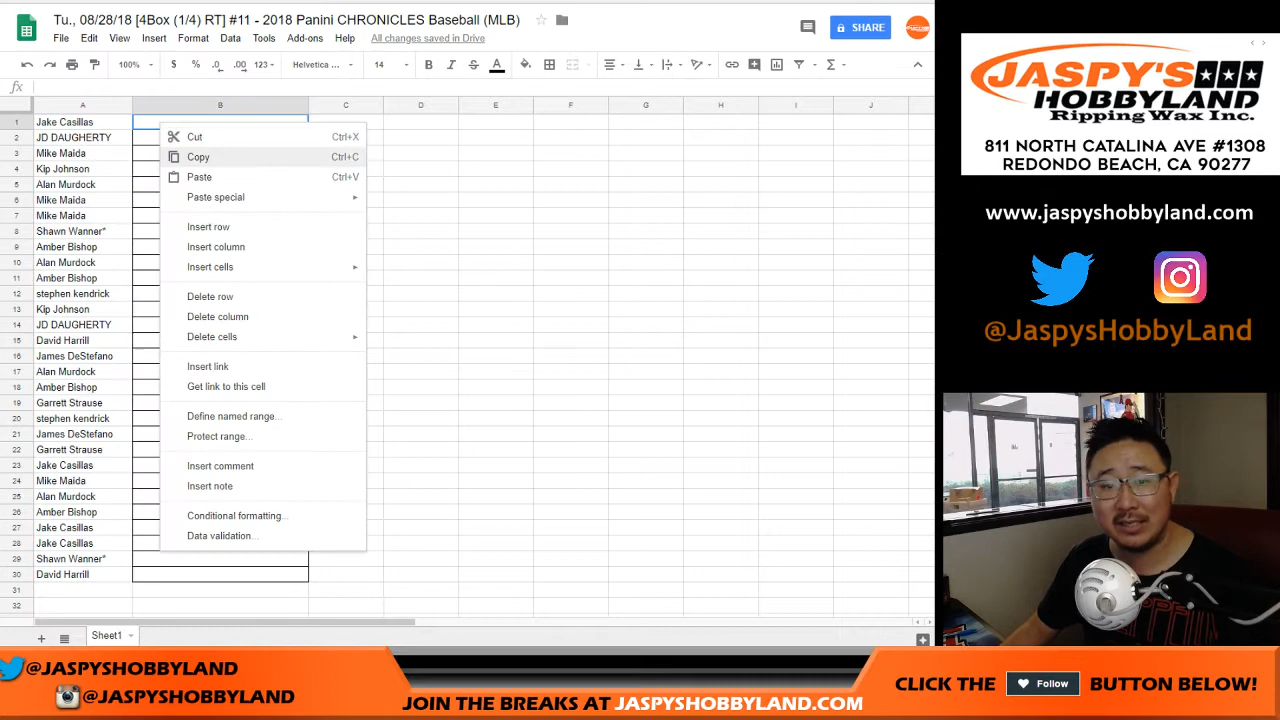 Tu., 08/28/18 [4Box (1/4) RT] #11 - 2018 Panini CHRONICLES Baseball (MLB)
SHARE
File Edit View Insert Format Data Tools Add-ons Help All changes saved in Drive
100% $ % .0 .00 123 Helvetica ... 14 B I S A Σ
fx
A B C D E F G H I J
1 Jake Casillas
2 JD DAUGHERTY
3 Mike Maida
4 Kip Johnson
5 Alan Murdock
6 Mike Maida
7 Mike Maida
8 Shawn Wanner*
9 Amber Bishop
10 Alan Murdock
11 Amber Bishop
12 stephen kendrick
13 Kip Johnson
14 JD DAUGHERTY
15 David Harrill
16 James DeStefano
17 Alan Murdock
18 Amber Bishop
19 Garrett Strause
20 stephen kendrick
21 James DeStefano
22 Garrett Strause
23 Jake Casillas
24 Mike Maida
25 Alan Murdock
26 Amber Bishop
27 Jake Casillas
28 Jake Casillas
29 Shawn Wanner*
30 David Harrill
31
32
Cut Ctrl+X
Copy Ctrl+C
Paste Ctrl+V
Paste special
Insert row
Insert column
Insert cells
Delete row
Delete column
Delete cells
Insert link
Get link to this cell
Define named range...
Protect range...
Insert comment
Insert note
Conditional formatting...
Data validation...
Sheet1
JASPY'S
HOBBYLAND
Ripping Wax Inc.
811 NORTH CATALINA AVE #1308
REDONDO BEACH, CA 90277
www.jaspyshobbyland.com
@JaspysHobbyLand
@JASPYSHOBBYLAND
@JASPYSHOBBYLAND
JOIN THE BREAKS AT JASPYSHOBBYLAND.COM
CLICK THE Follow BUTTON BELOW!